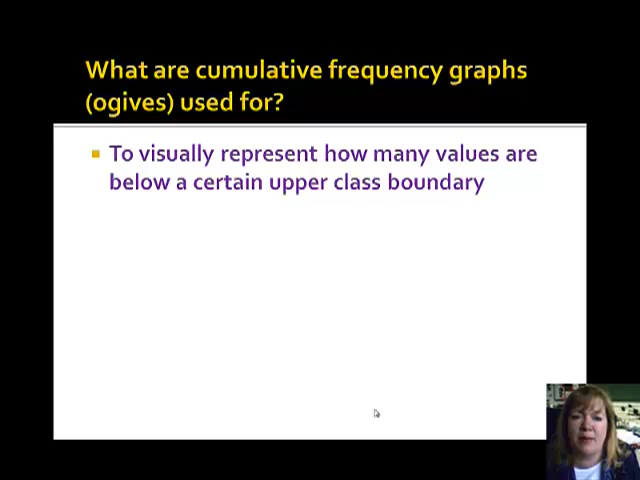 What are cumulative frequency graphs
(ogives) used for?
To visually represent how many values are
below a certain upper class boundary